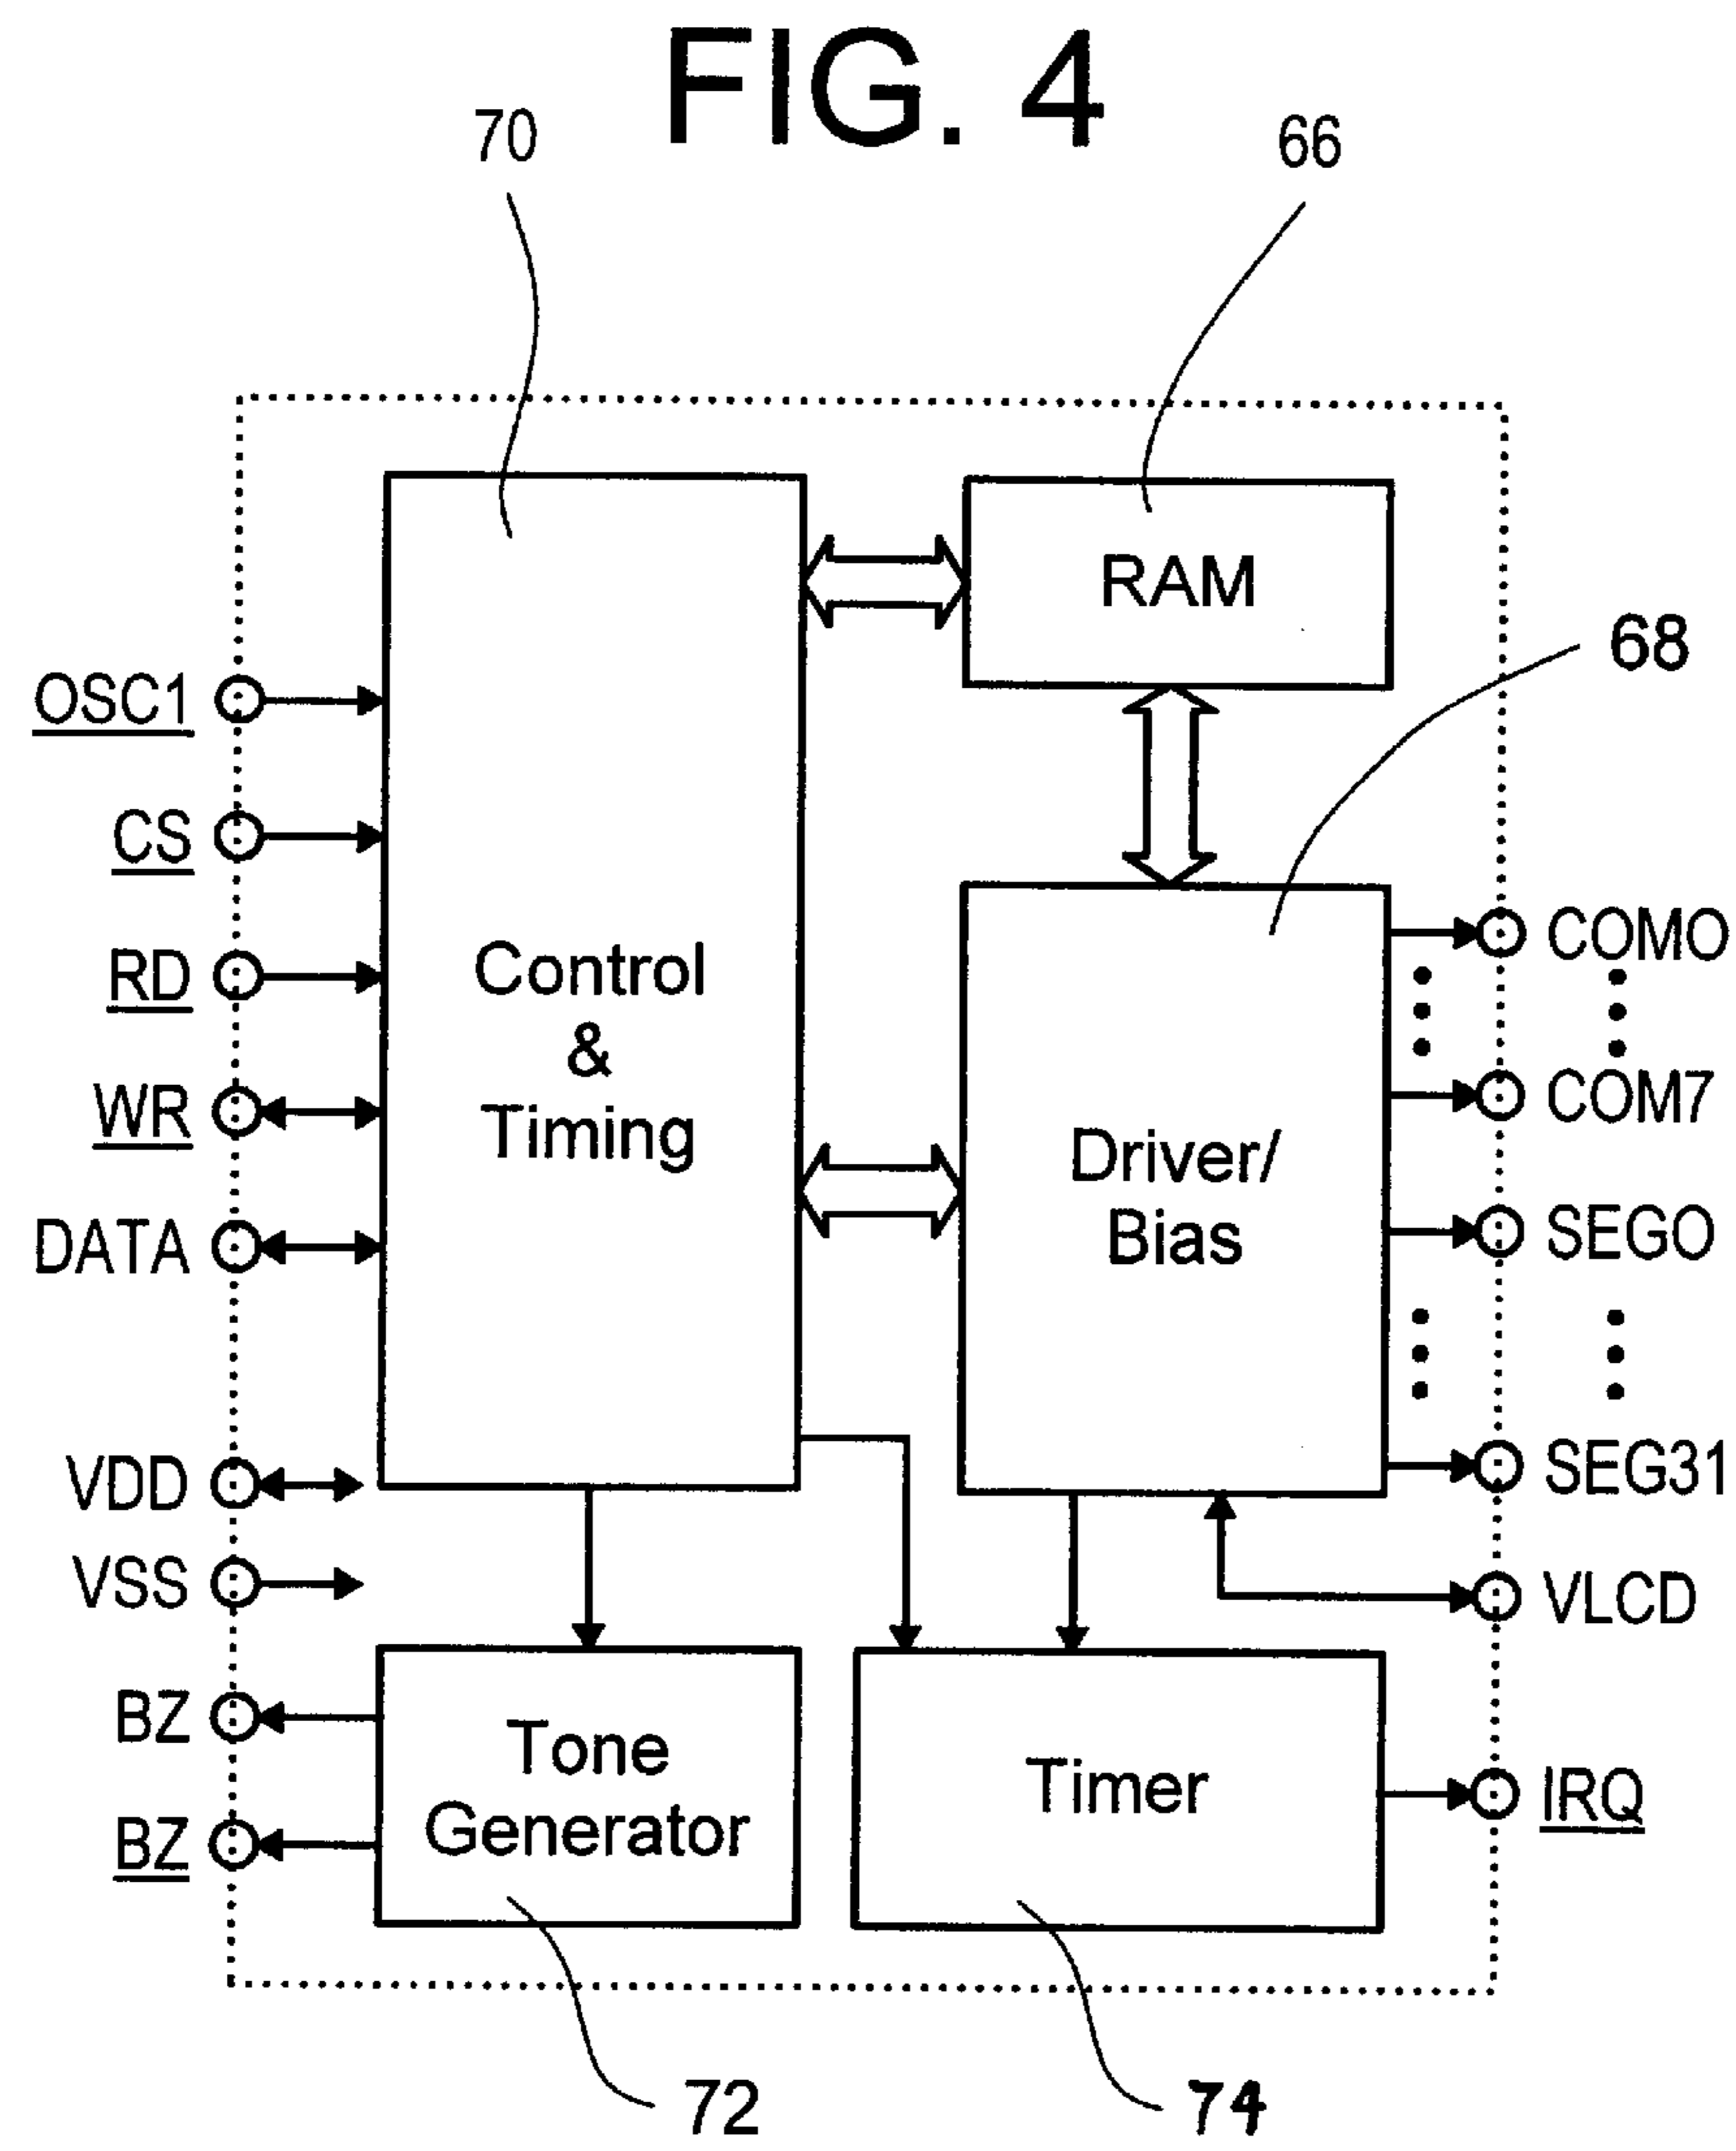 FIG. 4
70
66
RAM
68
OSC1
CS
RD
WR
DATA
VDD
VSS
BZ
BZ
Control
&
Timing
Driver/
Bias
COMO
COM7
SEGO
SEG31
VLCD
IRQ
Tone
Generator
Timer
72
74